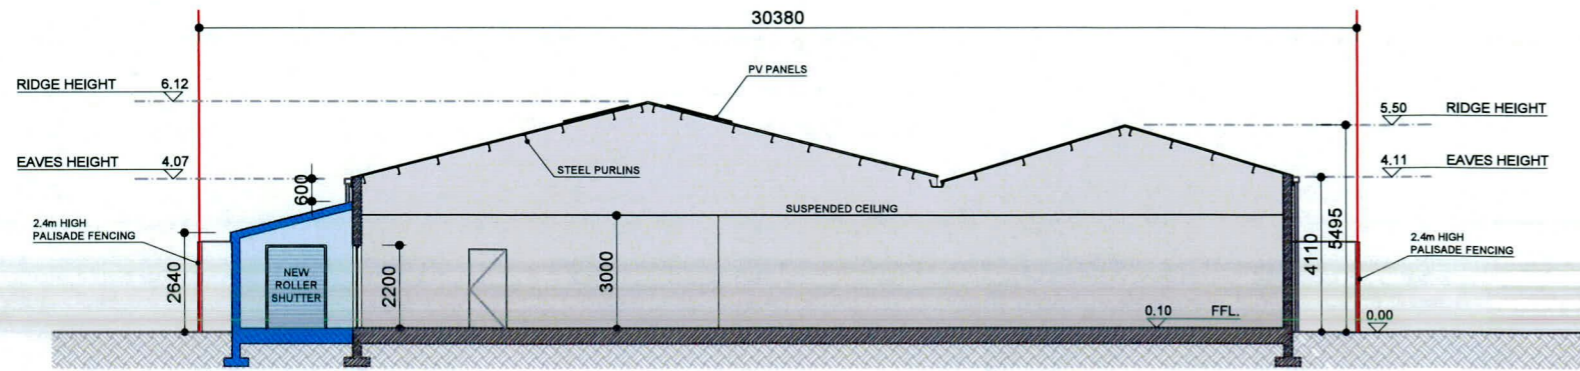 30380
PV PANELS
RIDGE HEIGHT 6.12
5.50 RIDGE HEIGHT
EAVES HEIGHT 4.07
4.11 EAVES HEIGHT
STEEL PURLINS
600
SUSPENDED CEILING
2.4m HIGH
PALISADE FENCING
2640
NEW
ROLLER
SHUTTER
2200
3000
4110
5495
2.4m HIGH
PALISADE FENCING
0.10 FFL.
0.00